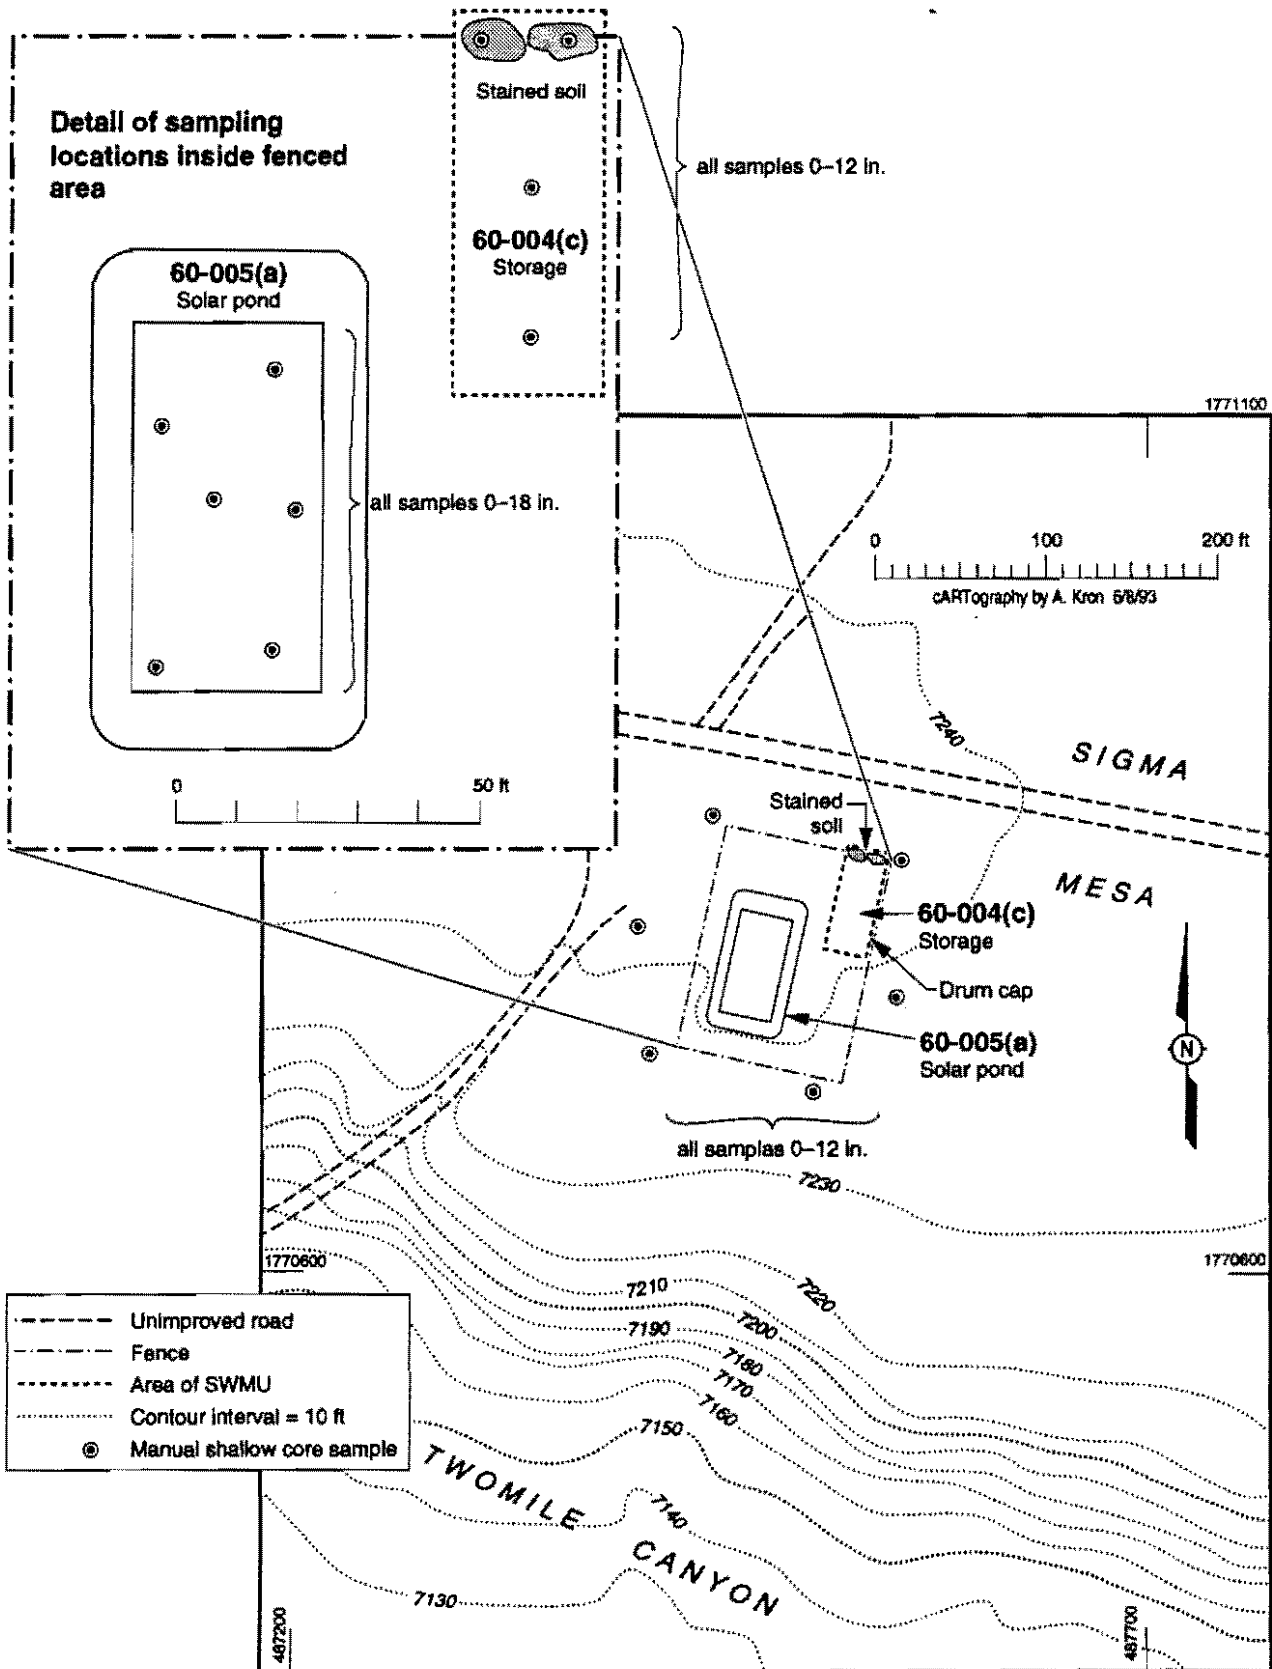 Stained soil
Detail of sampling
locations inside fenced
area
all samples 0–12 in.
60-004(c)
Storage
60-005(a)
Solar pond
all samples 0–18 in.
0 50 ft
1771100
0 100 200 ft
cARTography by A. Kron 6/8/93
7240
SIGMA
MESA
Stained
soil
60-004(c)
Storage
Drum cap
60-005(a)
Solar pond
N
all samples 0–12 in.
7230
1770600
1770600
7220
7210
7200
7190
7180
7170
7160
7150
7140
7130
Unimproved road
Fence
Area of SWMU
Contour interval = 10 ft
Manual shallow core sample
TWOMILE
CANYON
487200
487700